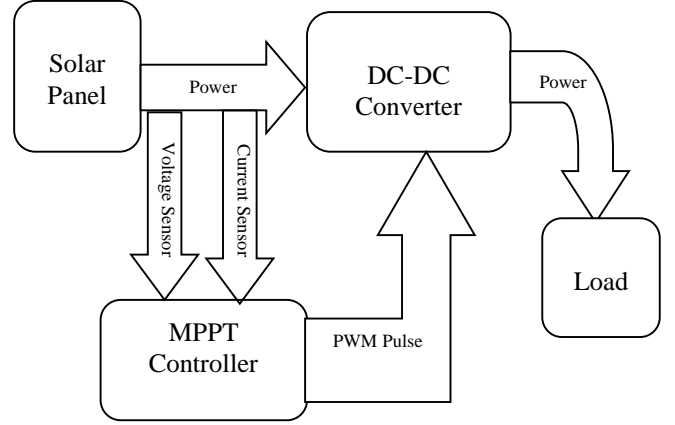 Solar
Panel
Power
DC-DC
Converter
Power
Voltage Sensor
Current Sensor
Load
MPPT
Controller
PWM Pulse